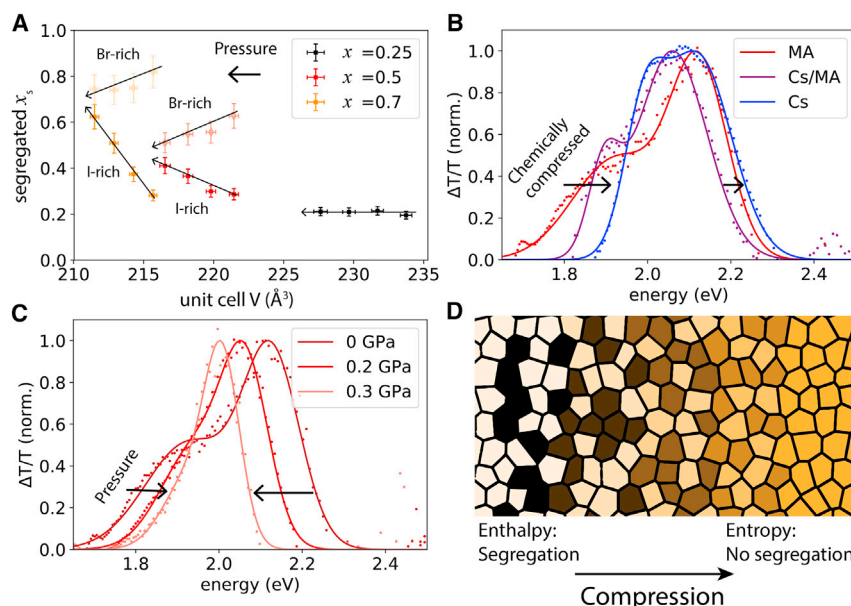 A
Br-rich
Pressure
x =0.25
x =0.5
x =0.7
Br-rich
I-rich
I-rich
segregated xₛ
1.0
0.8
0.6
0.4
0.2
0.0
210 215 220 225 230 235
unit cell V (Å³)
B
MA
Cs/MA
Cs
Chemically
compressed
ΔT/T (norm.)
1.0
0.8
0.6
0.4
0.2
0.0
1.8 2.0 2.2 2.4
energy (eV)
C
0 GPa
0.2 GPa
0.3 GPa
Pressure
ΔT/T (norm.)
1.0
0.8
0.6
0.4
0.2
0.0
1.8 2.0 2.2 2.4
energy (eV)
D
Enthalpy:
Segregation
Entropy:
No segregation
Compression